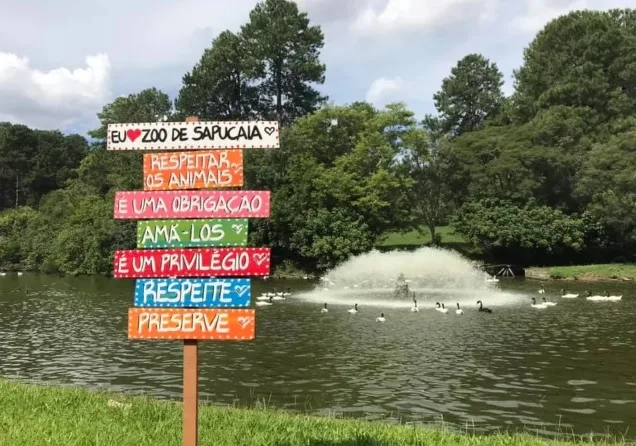 EU❤ZOO DE SAPUCAIA♡
RESPEITAR
OS ANIMAIS
É UMA OBRIGAÇÃO
AMÁ-LOS♡
É UM PRIVILÉGIO♡
RESPEITE♡
PRESERVE♡